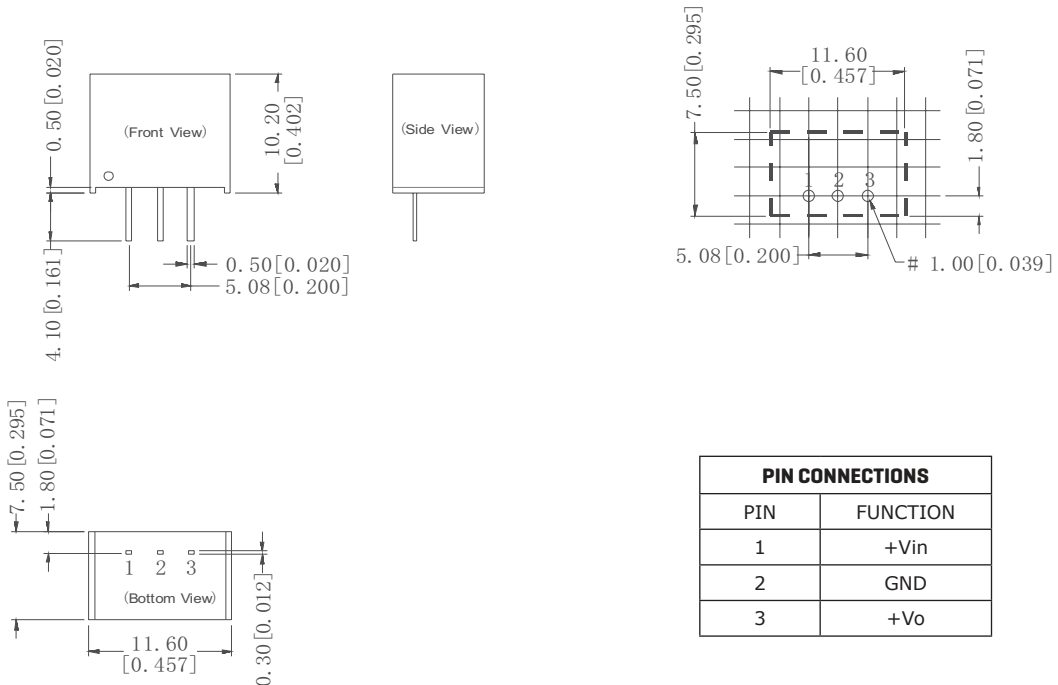 0.50[0.020]
(Front View)
10.20
[0.402]
4.10[0.161]
0.50[0.020]
5.08[0.200]
(Side View)
7.50[0.295]
11.60
[0.457]
1.80[0.071]
1 2 3
5.08[0.200]
# 1.00[0.039]
7.50[0.295]
1.80[0.071]
1 2 3
(Bottom View)
11.60
[0.457]
0.30[0.012]
PIN CONNECTIONS
PIN FUNCTION
1 +Vin
2 GND
3 +Vo